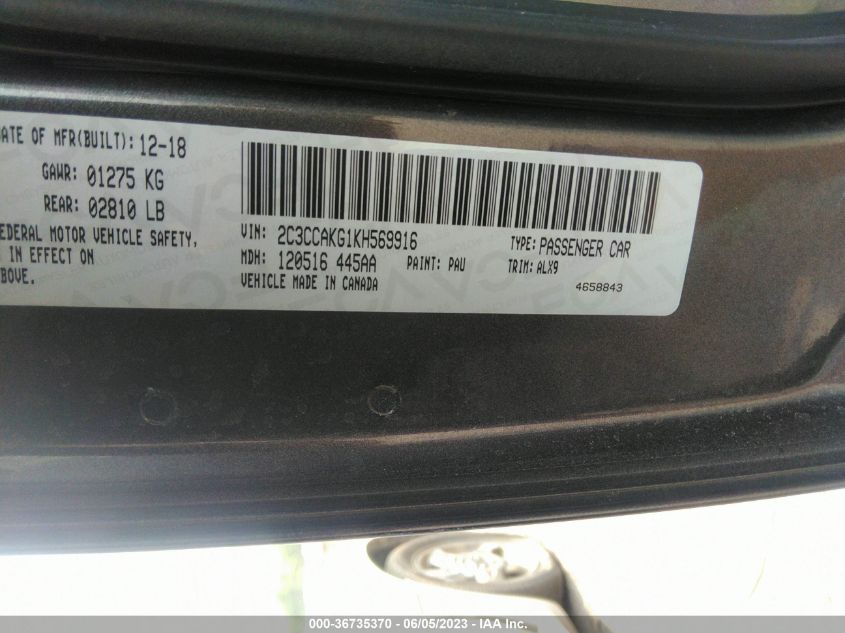 ATE OF MFR(BUILT): 12-18
GAWR: 01275 KG
REAR: 02810 LB
FEDERAL MOTOR VEHICLE SAFETY,
IN EFFECT ON
ABOVE.
VIN: 2C3CCAKG1KH569916
TYPE: PASSENGER CAR
MDH: 120516 445AA
PAINT: PAU
TRIM: ALX9
VEHICLE MADE IN CANADA
4658843
000-36735370 - 06/05/2023 - IAA, Inc.